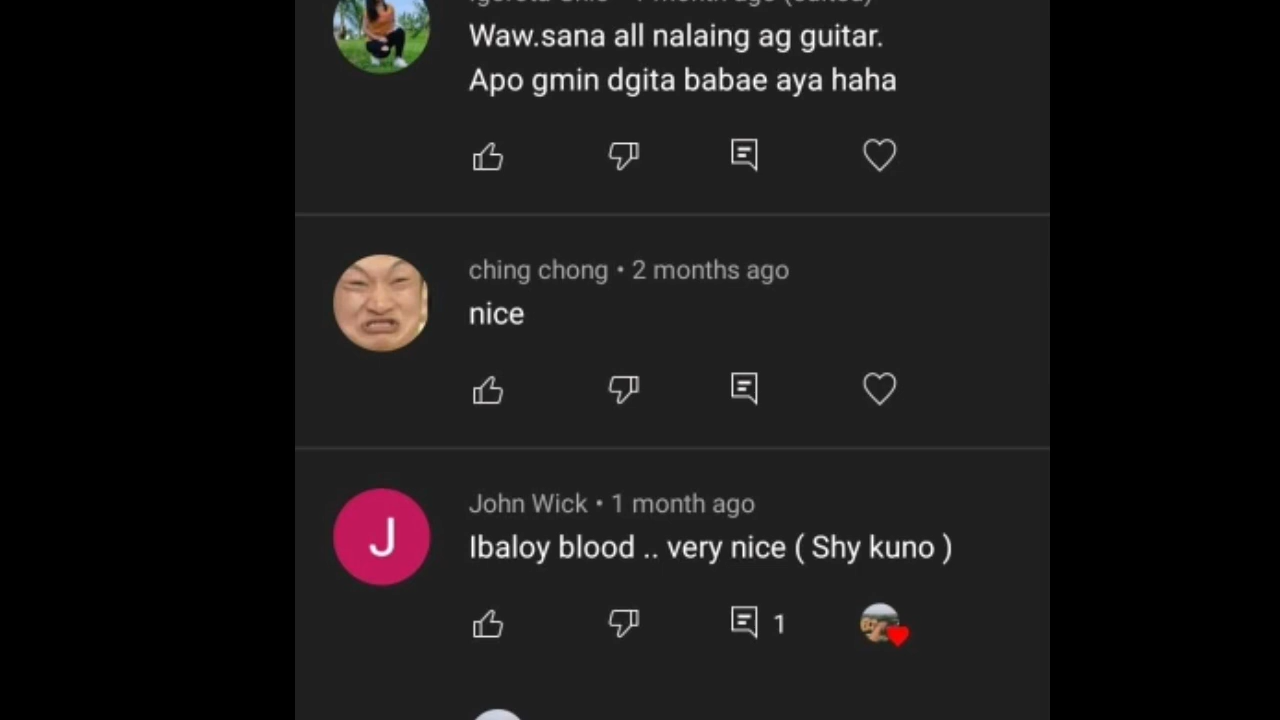 Waw.sana all nalaing ag guitar.
Apo gmin dgita babae aya haha
ching chong • 2 months ago
nice
John Wick • 1 month ago
Ibaloy blood .. very nice ( Shy kuno )
1
J